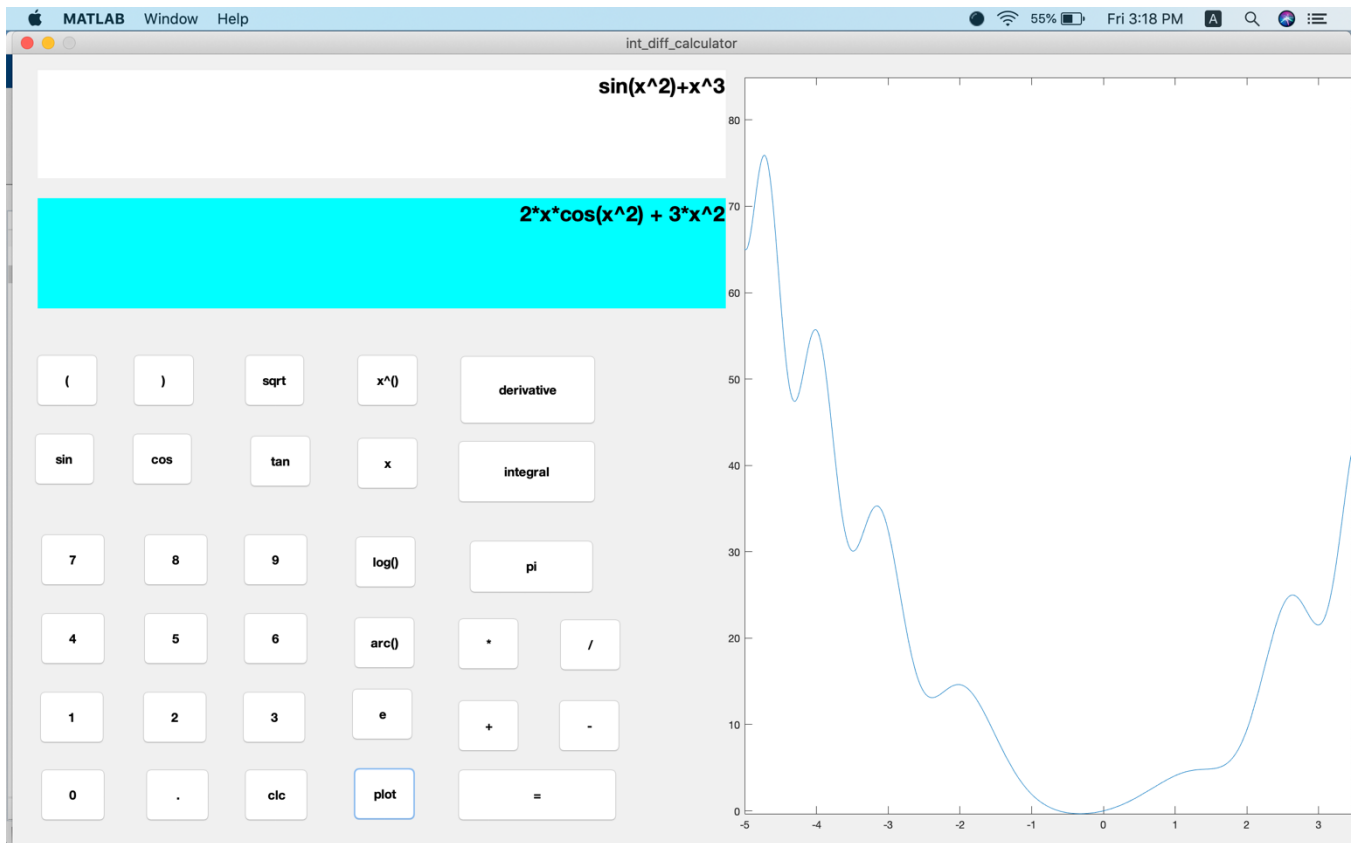 MATLAB Window Help 55% Fri 3:18 PM A
int_diff_calculator
sin(x^2)+x^3
2*x*cos(x^2) + 3*x^2
( ) sqrt x^() derivative
sin cos tan x integral
7 8 9 log() pi
4 5 6 arc() * /
1 2 3 e + -
0 . clc plot =
80
70
60
50
40
30
20
10
0
-5 -4 -3 -2 -1 0 1 2 3